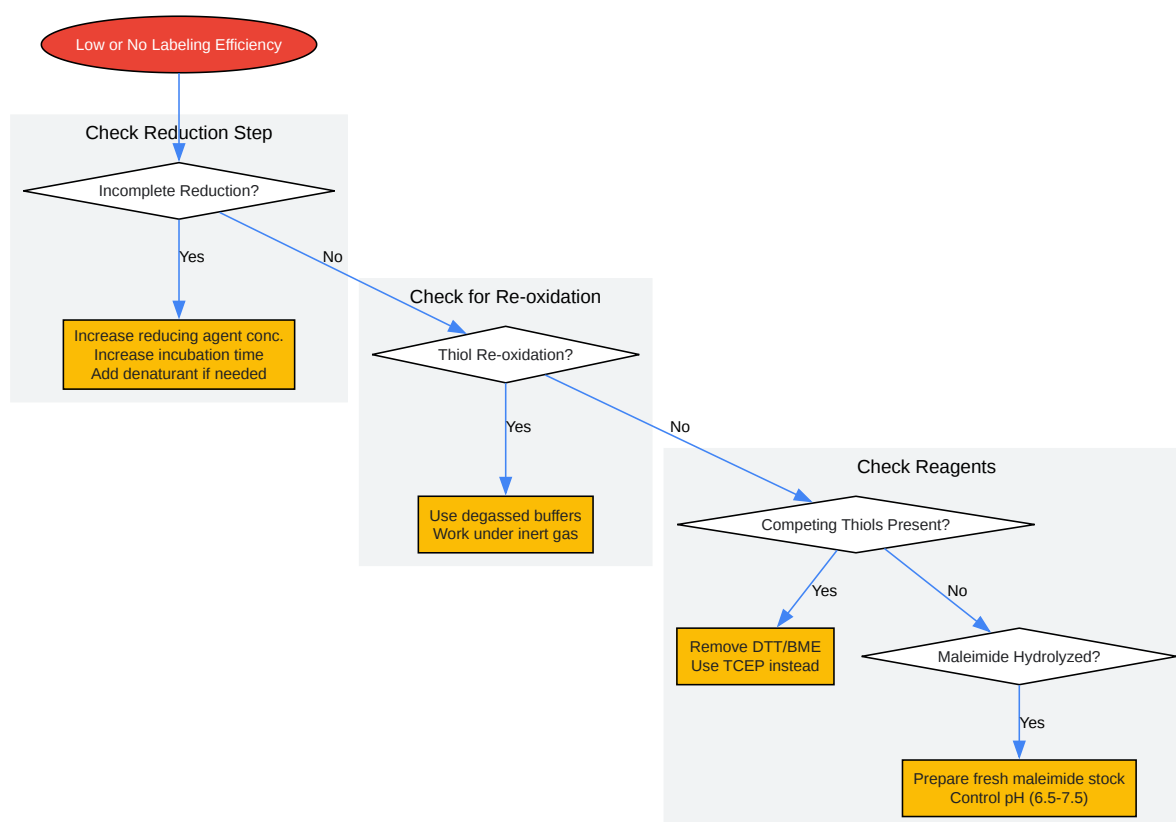 Low or No Labeling Efficiency
Check Reduction Step
Incomplete Reduction?
Yes
No
Increase reducing agent conc.
Increase incubation time
Add denaturant if needed
Check for Re-oxidation
Thiol Re-oxidation?
Yes
No
Use degassed buffers
Work under inert gas
Check Reagents
Competing Thiols Present?
Yes
No
Remove DTT/BME
Use TCEP instead
Maleimide Hydrolyzed?
Yes
Prepare fresh maleimide stock
Control pH (6.5-7.5)